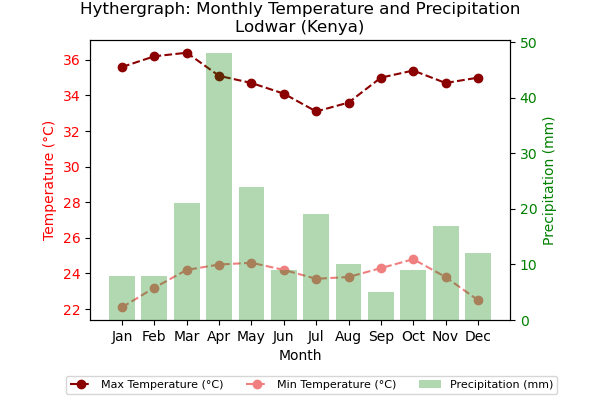 Hythergraph: Monthly Temperature and Precipitation
Lodwar (Kenya)
36
34
32
30
28
26
24
22
Temperature (°C)
50
40
30
20
10
0
Precipitation (mm)
Jan Feb Mar Apr May Jun Jul Aug Sep Oct Nov Dec
Month
Max Temperature (°C) Min Temperature (°C) Precipitation (mm)